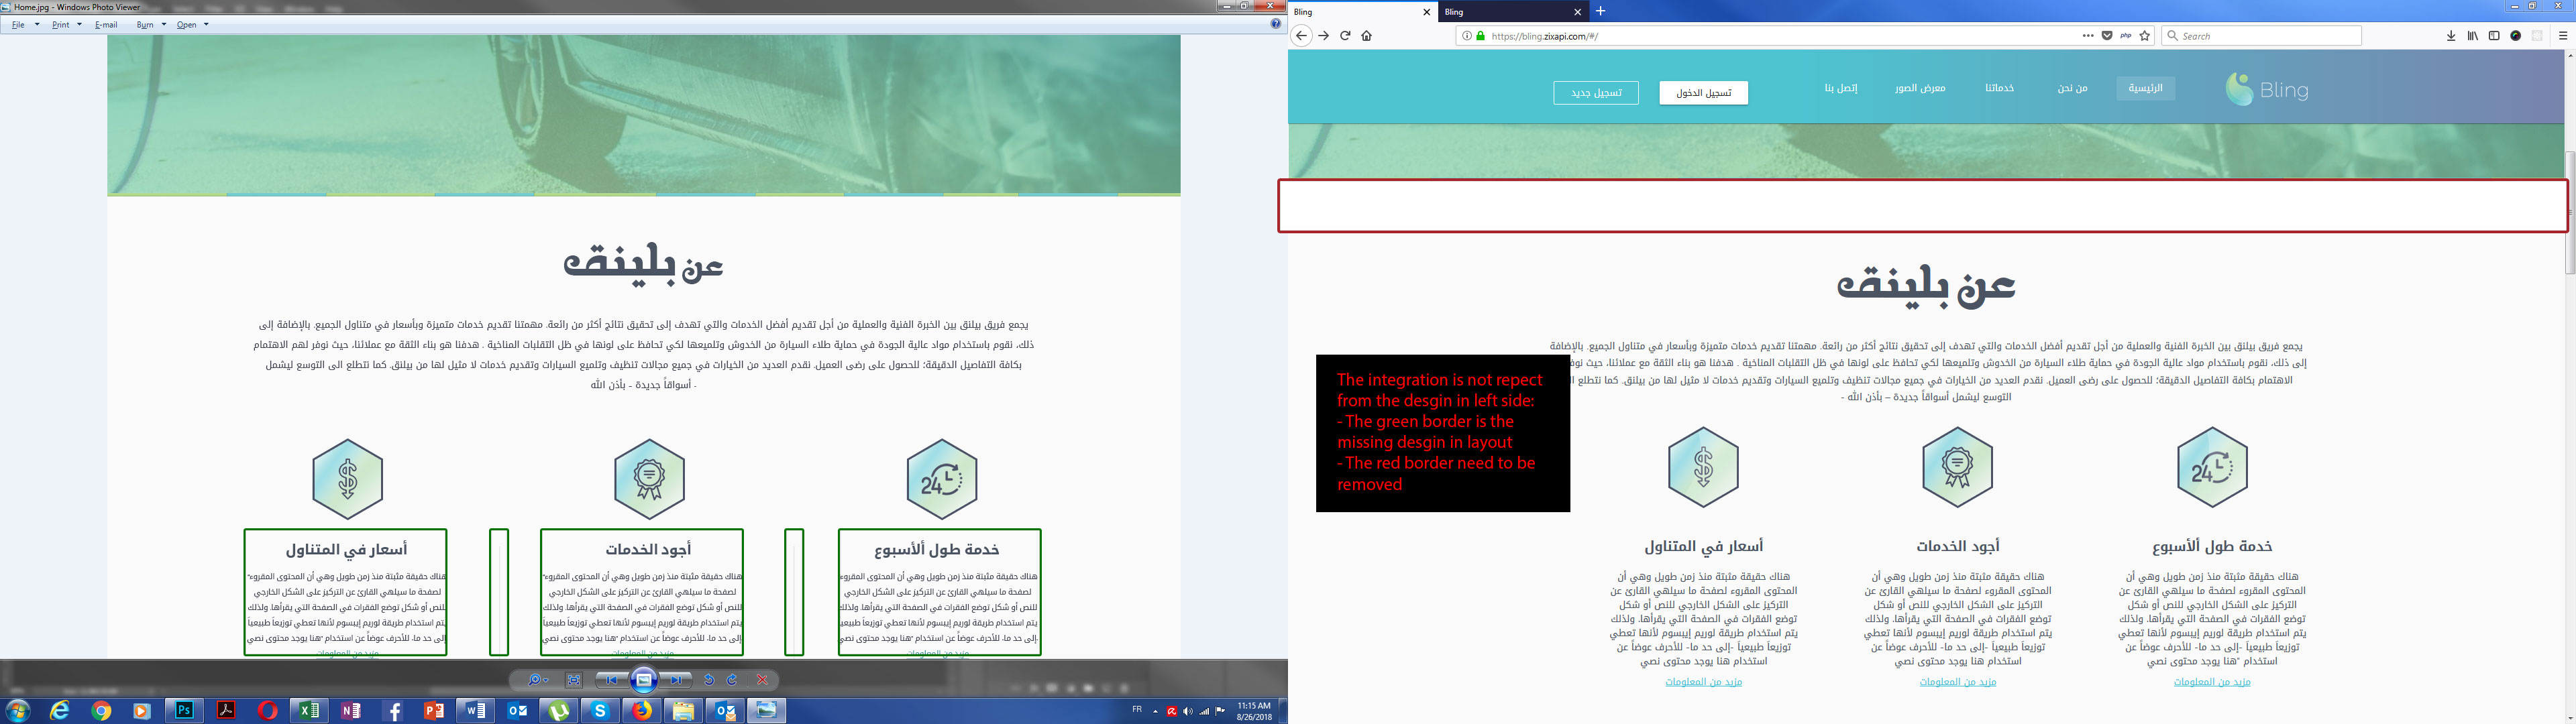 Home.jpg - Windows Photo Viewer
File Print E-mail Burn Open
عن بلينق
يجمع فريق بيلنق بين الخبرة الفنية والعملية من أجل تقديم أفضل الخدمات والتي تهدف إلى تحقيق نتائج أكثر من رائعة. مهمتنا تقديم خدمات متميزة وبأسعار في متناول الجميع. بالإضافة إلى
ذلك، نقوم باستخدام مواد عالية الجودة في حماية طلاء السيارة من الخدوش وتلميعها لكي تحافظ على لونها في ظل التقلبات المناخية . هدفنا هو بناء الثقة مع عملائنا، حيث نوفر لهم الاهتمام
بكافة التفاصيل الدقيقة؛ للحصول على رضى العميل. نقدم العديد من الخيارات في جميع مجالات تنظيف وتلميع السيارات وتقديم خدمات لا مثيل لها من بيلنق. كما نتطلع الى التوسع ليشمل
أسواقاً جديدة - بأذن الله -
24
خدمة طول ألأسبوع
هناك حقيقة مثبتة منذ زمن طويل وهي أن المحتوى المقروء
لصفحة ما سيلهي القارئ عن التركيز على الشكل الخارجي
للنص أو شكل توضع الفقرات في الصفحة التي يقرأها. ولذلك
يتم استخدام طريقة لوريم إيبسوم لأنها تعطي توزيعاَ طبيعياَ
-إلى حد ما- للأحرف عوضاً عن استخدام "هنا يوجد محتوى نصي
مزيد من المعلومات
أجود الخدمات
هناك حقيقة مثبتة منذ زمن طويل وهي أن المحتوى المقروء"
لصفحة ما سيلهي القارئ عن التركيز على الشكل الخارجي
للنص أو شكل توضع الفقرات في الصفحة التي يقرأها. ولذلك
يتم استخدام طريقة لوريم إيبسوم لأنها تعطي توزيعاَ طبيعياَ
-إلى حد ما- للأحرف عوضاً عن استخدام "هنا يوجد محتوى نصي
مزيد من المعلومات
أسعار في المتناول
هناك حقيقة مثبتة منذ زمن طويل وهي أن المحتوى المقروء"
لصفحة ما سيلهي القارئ عن التركيز على الشكل الخارجي
للنص أو شكل توضع الفقرات في الصفحة التي يقرأها. ولذلك
يتم استخدام طريقة لوريم إيبسوم لأنها تعطي توزيعاَ طبيعياَ
-إلى حد ما- للأحرف عوضاً عن استخدام "هنا يوجد محتوى نصي
مزيد من المعلومات
FR
11:15 AM
8/26/2018
Bling
Bling
https://bling.zixapi.com/#/
php
Search
Bling
الرئيسية
من نحن
خدماتنا
معرض الصور
إتصل بنا
تسجيل الدخول
تسجيل جديد
عن بلينق
يجمع فريق بيلنق بين الخبرة الفنية والعملية من أجل تقديم أفضل الخدمات والتي تهدف إلى تحقيق نتائج أكثر من رائعة. مهمتنا تقديم خدمات متميزة وبأسعار في متناول الجميع. بالإضافة
إلى ذلك، نقوم باستخدام مواد عالية الجودة في حماية طلاء السيارة من الخدوش وتلميعها لكي تحافظ على لونها في ظل التقلبات المناخية . هدفنا هو بناء الثقة مع عملائنا، حيث نوف
الاهتمام بكافة التفاصيل الدقيقة؛ للحصول على رضى العميل. نقدم العديد من الخيارات في جميع مجالات تنظيف وتلميع السيارات وتقديم خدمات لا مثيل لها من بيلنق. كما نتطلع
التوسع ليشمل أسواقاً جديدة – بأذن الله -
The integration is not repect
from the desgin in left side:
- The green border is the
missing desgin in layout
- The red border need to be
removed
24
خدمة طول ألأسبوع
هناك حقيقة مثبتة منذ زمن طويل وهي أن
المحتوى المقروء لصفحة ما سيلهي القارئ عن
التركيز على الشكل الخارجي للنص أو شكل
توضع الفقرات في الصفحة التي يقرأها. ولذلك
يتم استخدام طريقة لوريم إيبسوم لأنها تعطي
توزيعاَ طبيعياَ -إلى حد ما- للأحرف عوضاً عن
استخدام "هنا يوجد محتوى نصي
مزيد من المعلومات
أجود الخدمات
هناك حقيقة مثبتة منذ زمن طويل وهي أن
المحتوى المقروء لصفحة ما سيلهي القارئ عن
التركيز على الشكل الخارجي للنص أو شكل
توضع الفقرات في الصفحة التي يقرأها. ولذلك
يتم استخدام طريقة لوريم إيبسوم لأنها تعطي
توزيعاَ طبيعياَ -إلى حد ما- للأحرف عوضاً عن
استخدام هنا يوجد محتوى نصي
مزيد من المعلومات
أسعار في المتناول
هناك حقيقة مثبتة منذ زمن طويل وهي أن
المحتوى المقروء لصفحة ما سيلهي القارئ عن
التركيز على الشكل الخارجي للنص أو شكل
توضع الفقرات في الصفحة التي يقرأها. ولذلك
يتم استخدام طريقة لوريم إيبسوم لأنها تعطي
توزيعاَ طبيعياَ -إلى حد ما- للأحرف عوضاً عن
استخدام هنا يوجد محتوى نصي
مزيد من المعلومات